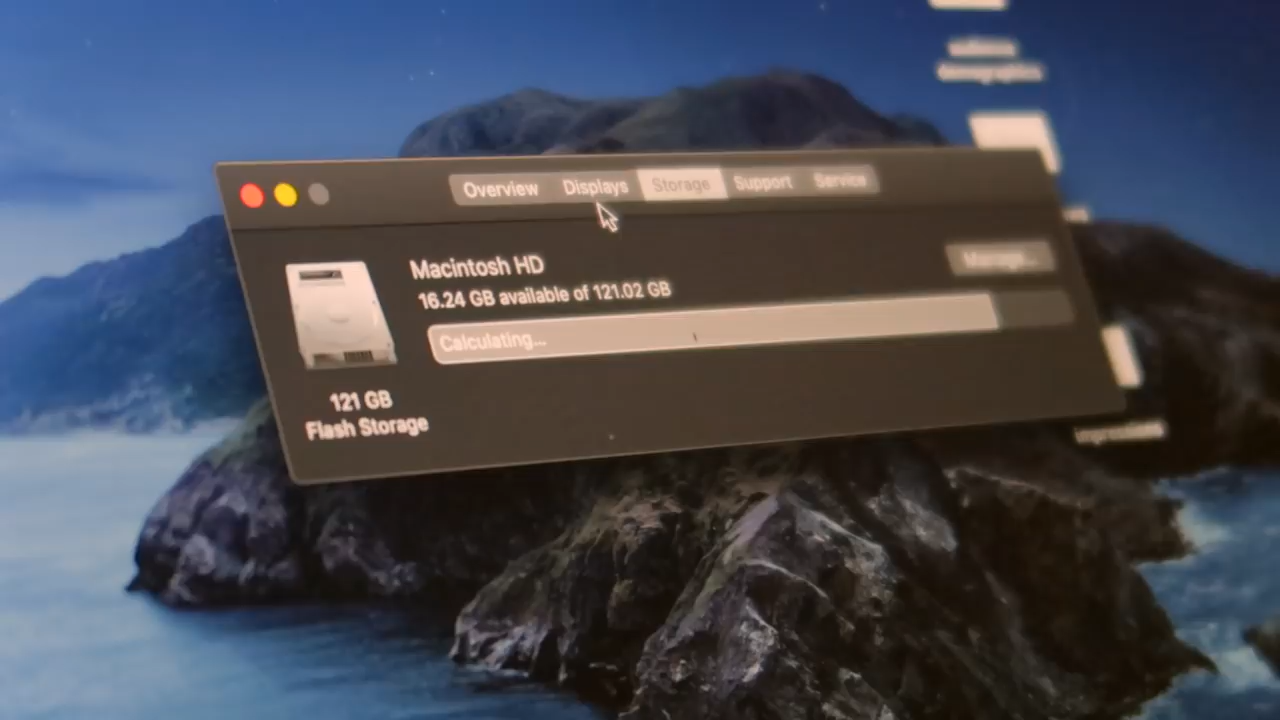 Overview Displays Storage Support Service
Macintosh HD
Manage...
16.24 GB available of 121.02 GB
Calculating...
121 GB
Flash Storage